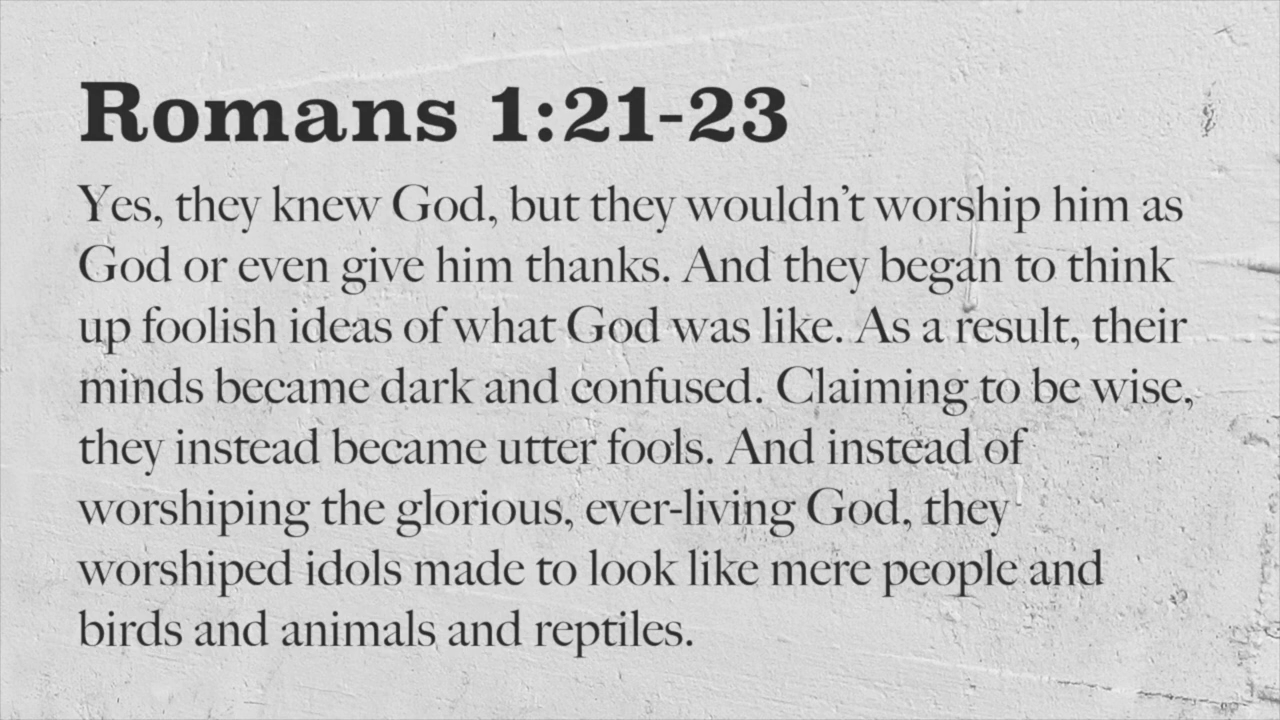 Romans 1:21-23
Yes, they knew God, but they wouldn’t worship him as
God or even give him thanks. And they began to think
up foolish ideas of what God was like. As a result, their
minds became dark and confused. Claiming to be wise,
they instead became utter fools. And instead of
worshiping the glorious, ever-living God, they
worshiped idols made to look like mere people and
birds and animals and reptiles.